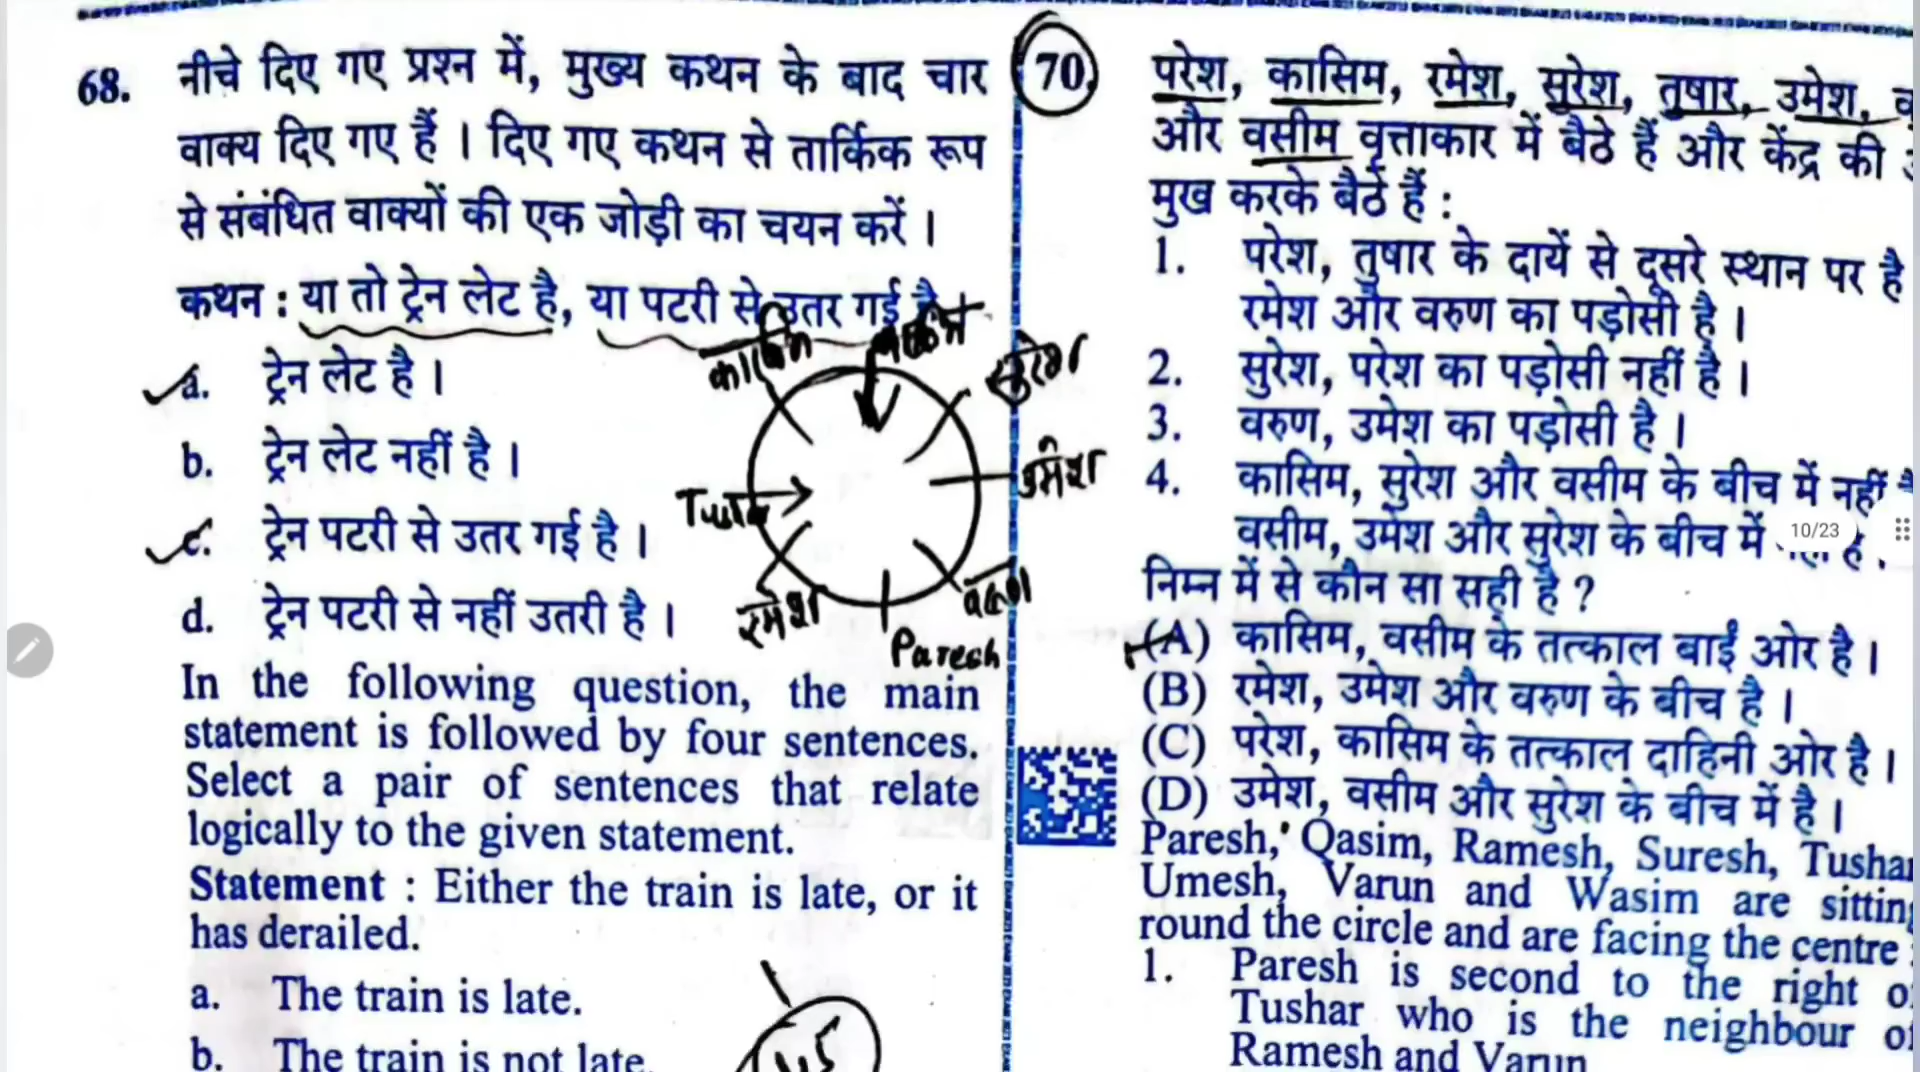 68. नीचे दिए गए प्रश्न में, मुख्य कथन के बाद चार
वाक्य दिए गए हैं । दिए गए कथन से तार्किक रूप
से संबंधित वाक्यों की एक जोड़ी का चयन करें ।
कथन : या तो ट्रेन लेट है, या पटरी से उतर गई है ।
a. ट्रेन लेट है ।
b. ट्रेन लेट नहीं है ।
c. ट्रेन पटरी से उतर गई है ।
d. ट्रेन पटरी से नहीं उतरी है ।
In the following question, the main
statement is followed by four sentences.
Select a pair of sentences that relate
logically to the given statement.
Statement : Either the train is late, or it
has derailed.
a. The train is late.
b. The train is not late.
सुरेश
उमेश
रमेश
Paresh
70. परेश, कासिम, रमेश, सुरेश, तुषार, उमेश,
और वसीम वृत्ताकार में बैठे हैं और केंद्र की
मुख करके बैठे हैं :
1. परेश, तुषार के दायें से दूसरे स्थान पर है
रमेश और वरुण का पड़ोसी है ।
2. सुरेश, परेश का पड़ोसी नहीं है ।
3. वरुण, उमेश का पड़ोसी है ।
4. कासिम, सुरेश और वसीम के बीच में नहीं
वसीम, उमेश और सुरेश के बीच में
10/23
निम्न में से कौन सा सही है ?
(A) कासिम, वसीम के तत्काल बाईं ओर है ।
(B) रमेश, उमेश और वरुण के बीच है ।
(C) परेश, कासिम के तत्काल दाहिनी ओर है ।
(D) उमेश, वसीम और सुरेश के बीच में है ।
Paresh, Qasim, Ramesh, Suresh, Tushar
Umesh, Varun and Wasim are sitting
round the circle and are facing the centre :
1. Paresh is second to the right of
Tushar who is the neighbour of
Ramesh and Varun